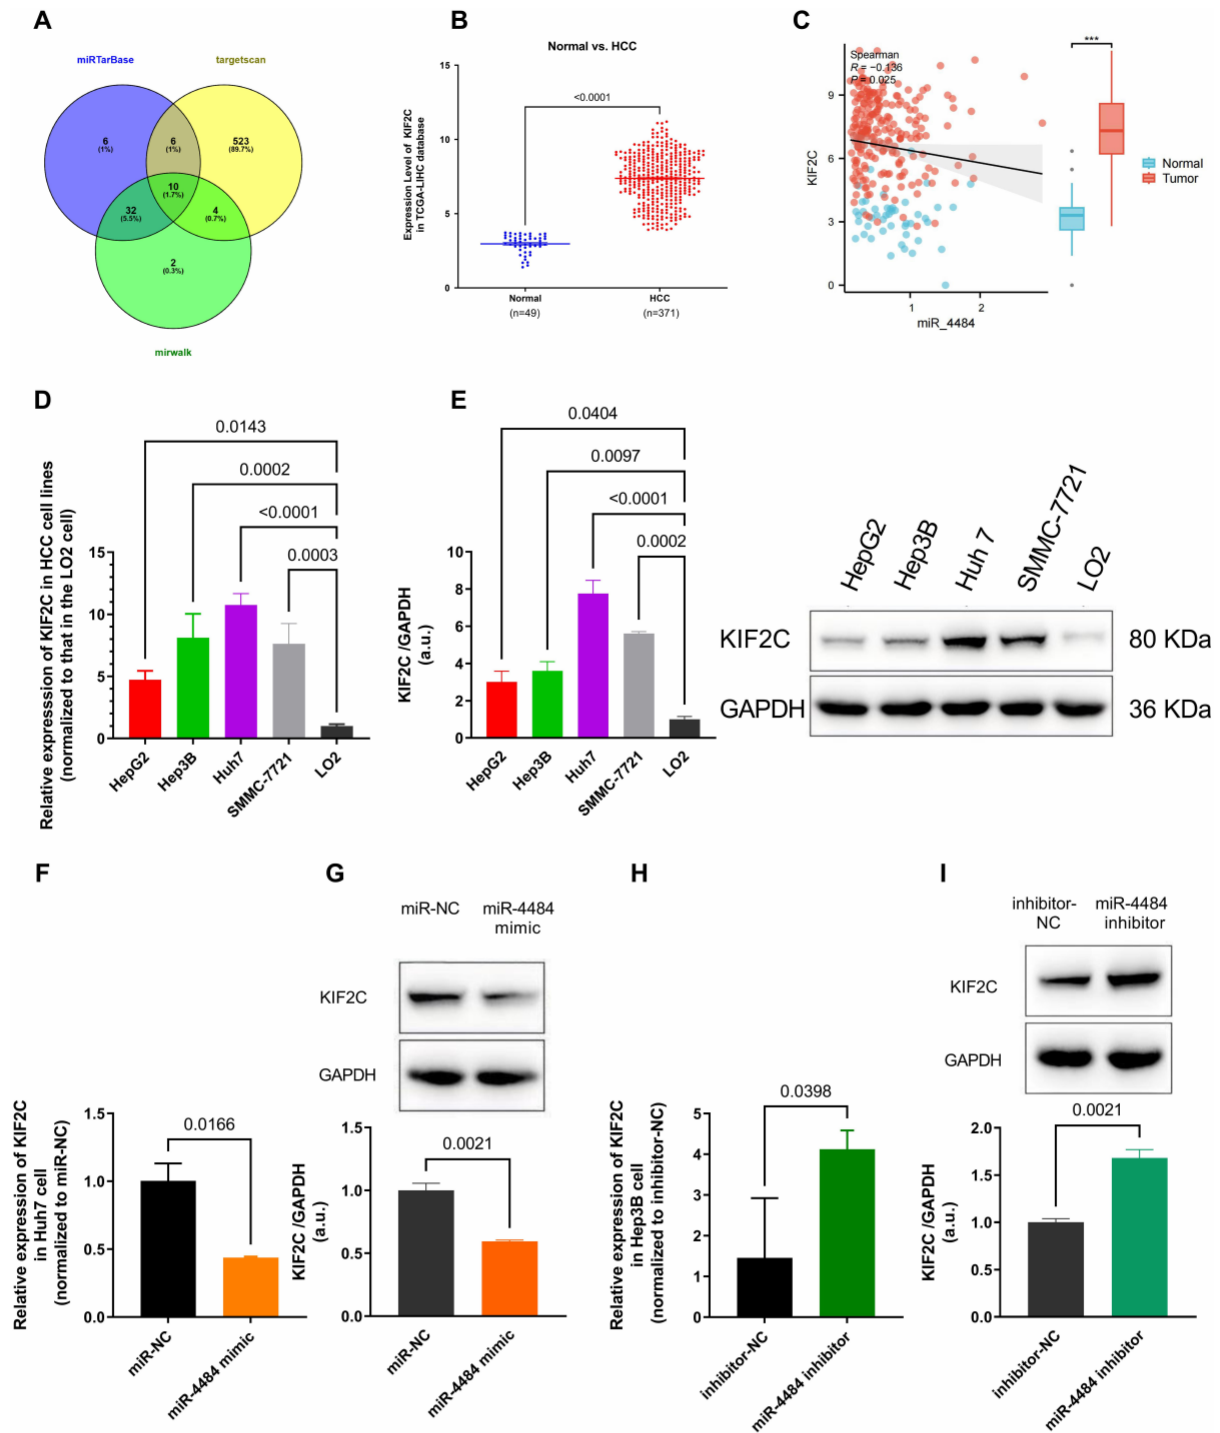 A
miRTarBase
targetscan
6
(1%)
6
(1%)
523
(89.7%)
10
(1.7%)
32
(5.5%)
4
(0.7%)
2
(0.3%)
mirwalk
B
Normal vs. HCC
Expression Level of KIF2C
in TCGA-LIHC database
15
10
5
0
<0.0001
Normal
(n=49)
HCC
(n=371)
C
Spearman
R = −0.136
P = 0.025
***
KIF2C
9
6
3
0
1
2
miR_4484
Normal
Tumor
D
Relative expression of KIF2C in HCC cell lines
(normalized to that in the LO2 cell)
0.0143
0.0002
<0.0001
0.0003
15
10
5
0
HepG2
Hep3B
Huh7
SMMC-7721
LO2
E
KIF2C /GAPDH
(a.u.)
0.0404
0.0097
<0.0001
0.0002
10
8
6
4
2
0
HepG2
Hep3B
Huh7
SMMC-7721
LO2
HepG2
Hep3B
Huh 7
SMMC-7721
LO2
KIF2C
80 KDa
GAPDH
36 KDa
F
Relative expression of KIF2C
in Huh7 cell
(normalized to miR-NC)
1.5
1.0
0.5
0.0
0.0166
miR-NC
miR-4484 mimic
G
miR-NC
miR-4484
mimic
KIF2C
GAPDH
KIF2C /GAPDH
(a.u.)
1.5
1.0
0.5
0.0
0.0021
miR-NC
miR-4484 mimic
H
Relative expression of KIF2C
in Hep3B cell
(normalized to inhibitor-NC)
5
4
3
2
1
0
0.0398
inhibitor-NC
miR-4484 inhibitor
I
inhibitor-
NC
miR-4484
inhibitor
KIF2C
GAPDH
KIF2C /GAPDH
(a.u.)
2.0
1.5
1.0
0.5
0.0
0.0021
inhibitor-NC
miR-4484 inhibitor